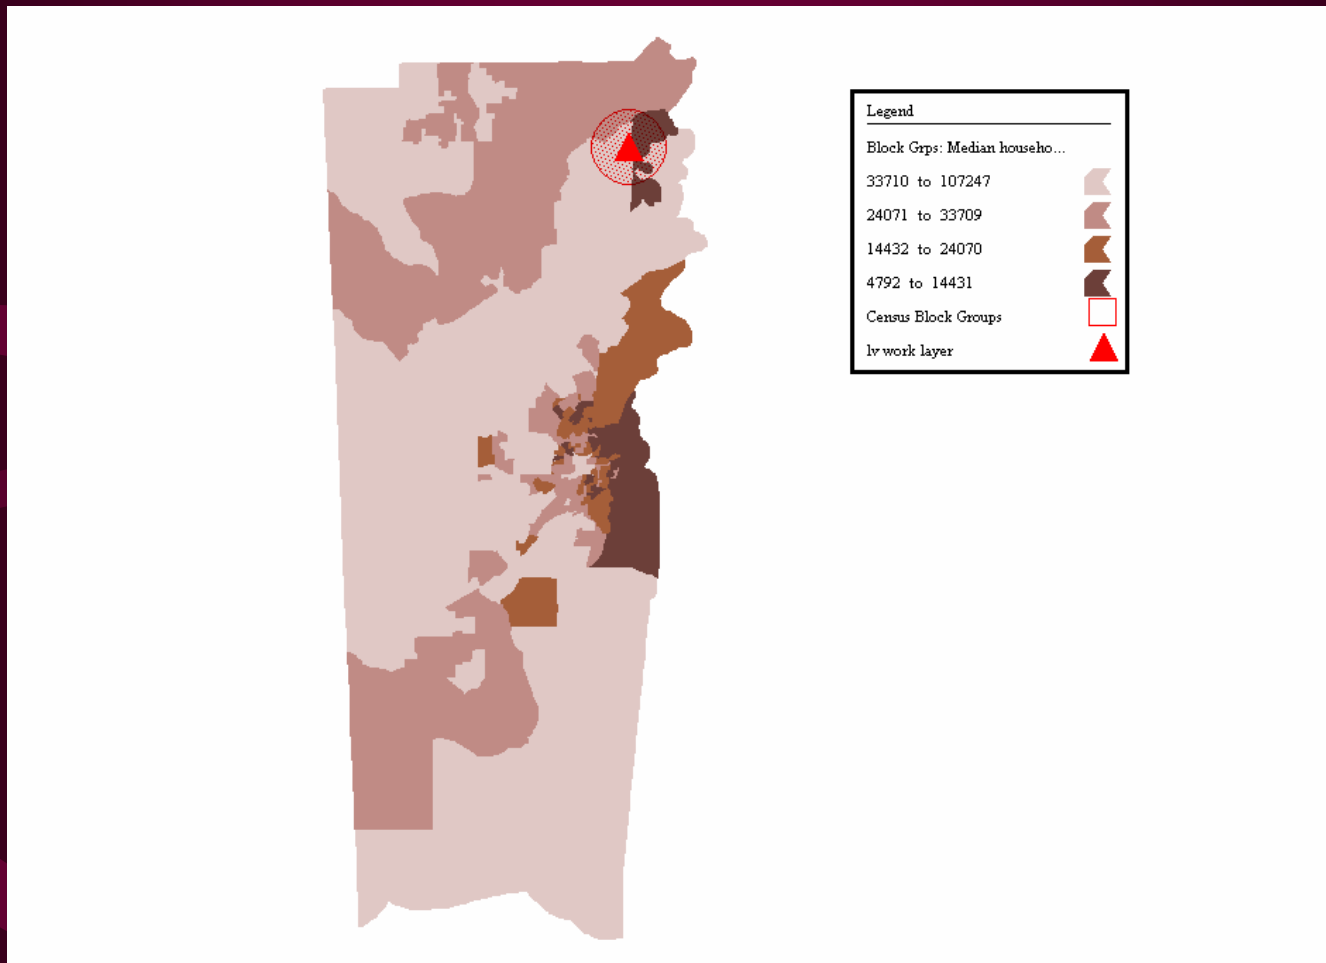 Legend
Block Grps: Median househo...
33710 to 107247
24071 to 33709
14432 to 24070
4792 to 14431
Census Block Groups
lv work layer